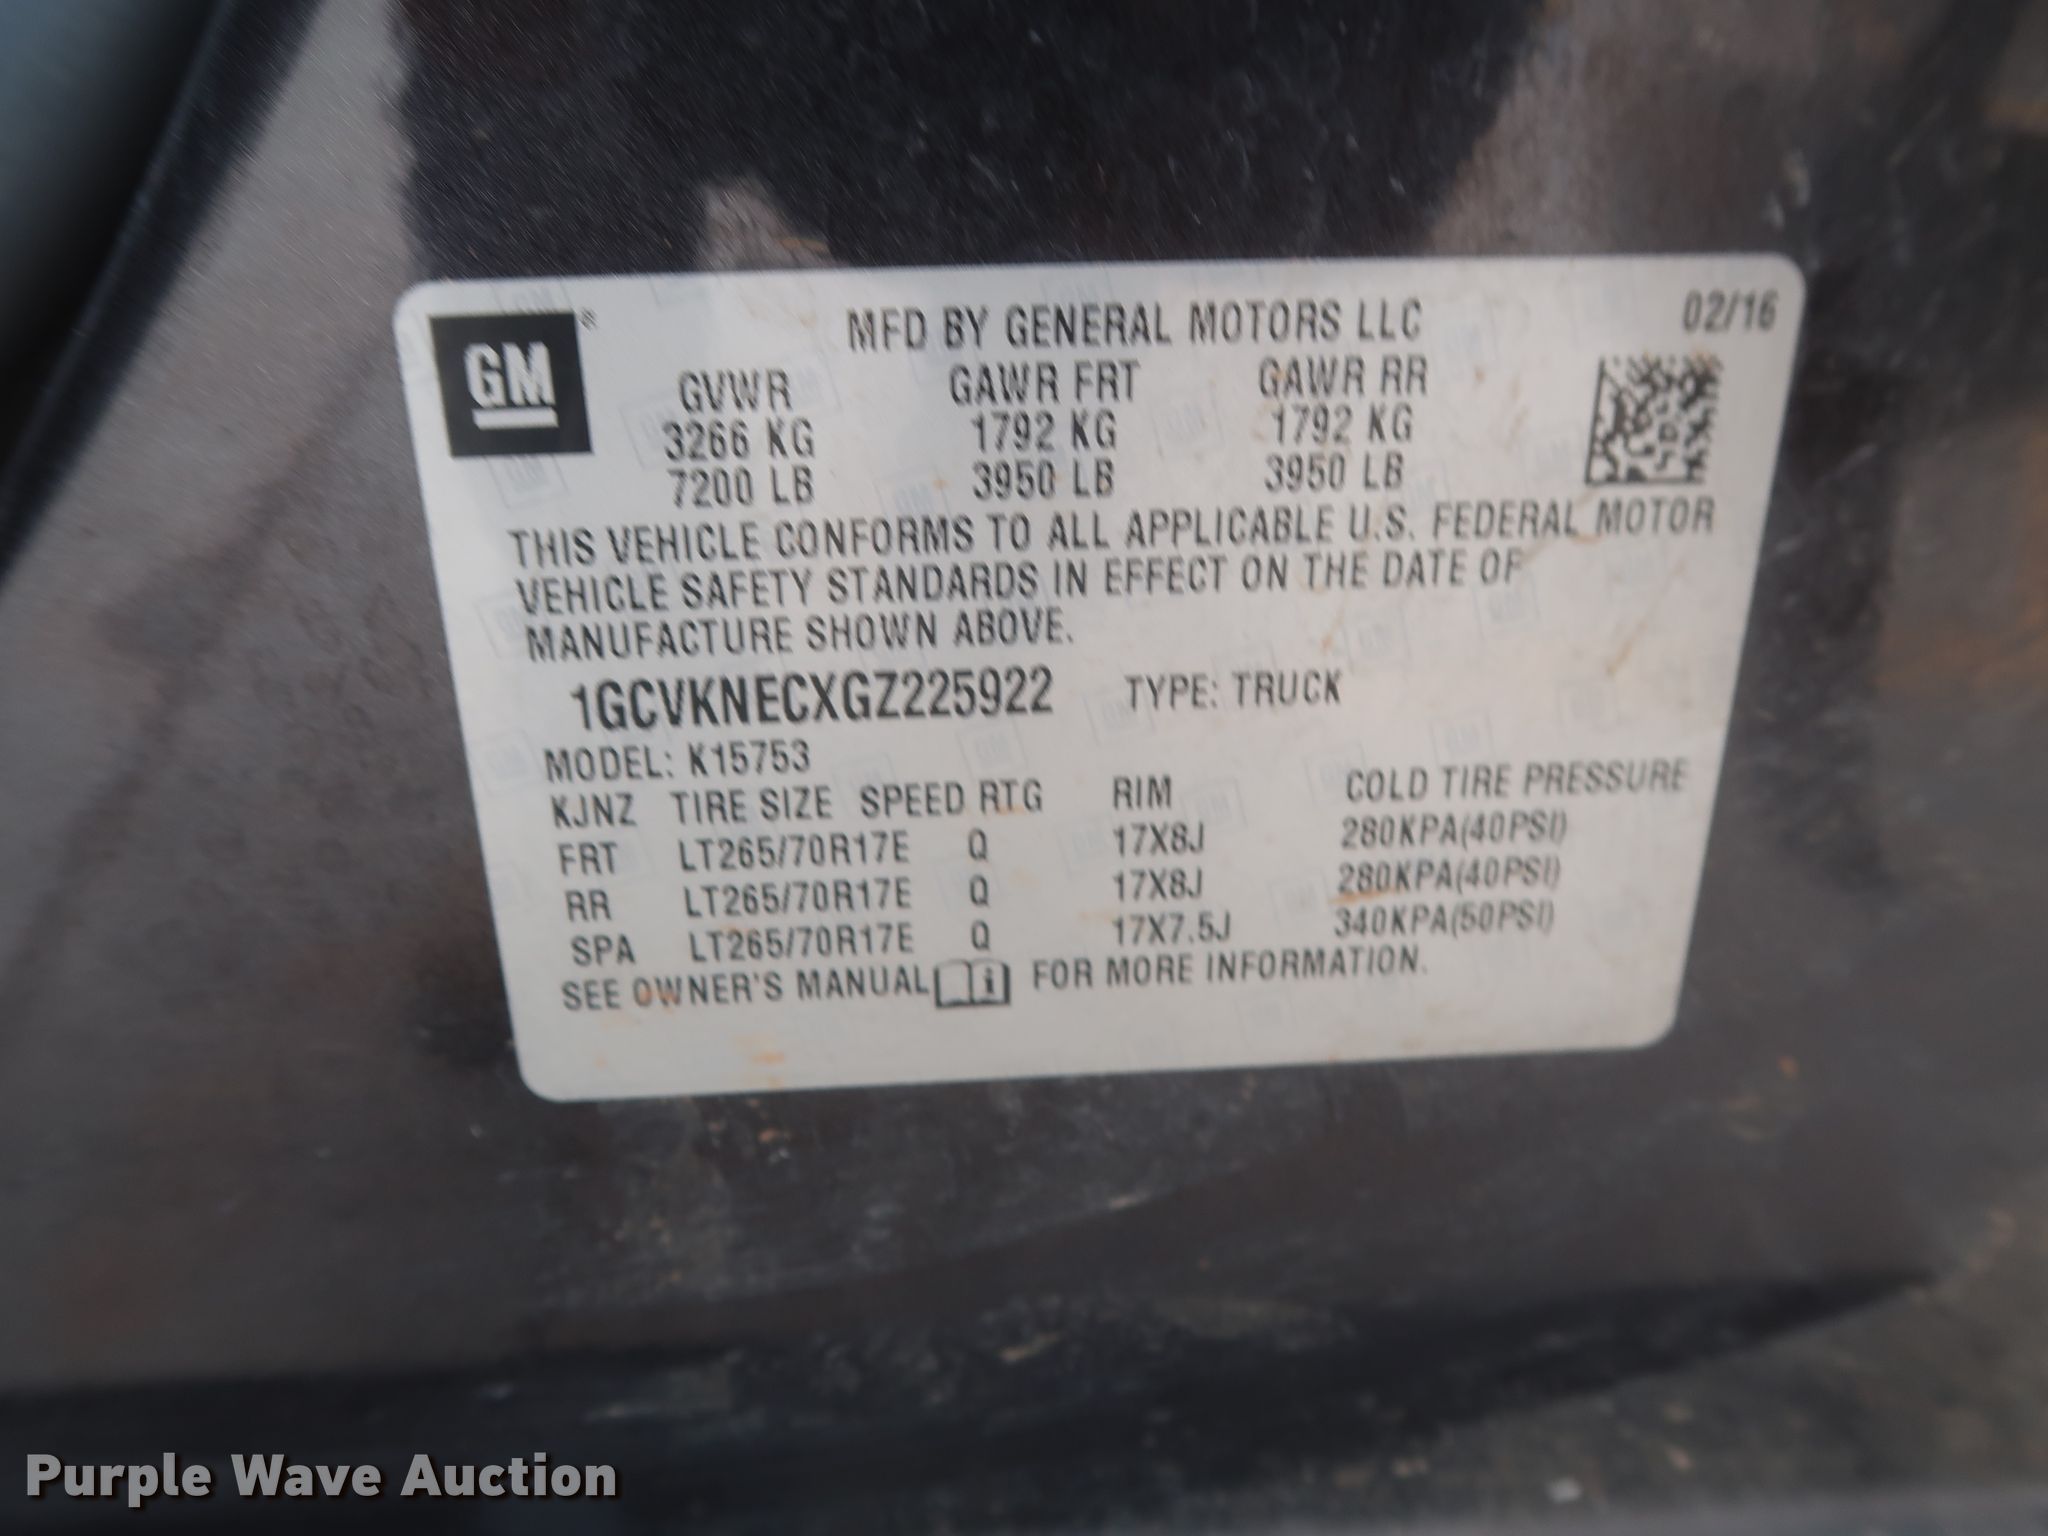 GM®
MFD BY GENERAL MOTORS LLC 02/16
GVWR GAWR FRT GAWR RR
3266 KG 1792 KG 1792 KG
7200 LB 3950 LB 3950 LB
THIS VEHICLE CONFORMS TO ALL APPLICABLE U.S. FEDERAL MOTOR
VEHICLE SAFETY STANDARDS IN EFFECT ON THE DATE OF
MANUFACTURE SHOWN ABOVE.
1GCVKNECXGZ225922 TYPE: TRUCK
MODEL: K15753
KJNZ TIRE SIZE SPEED RTG RIM COLD TIRE PRESSURE
FRT LT265/70R17E Q 17X8J 280KPA(40PSI)
RR LT265/70R17E Q 17X8J 280KPA(40PSI)
SPA LT265/70R17E Q 17X7.5J 340KPA(50PSI)
SEE OWNER'S MANUAL i FOR MORE INFORMATION.
Purple Wave Auction